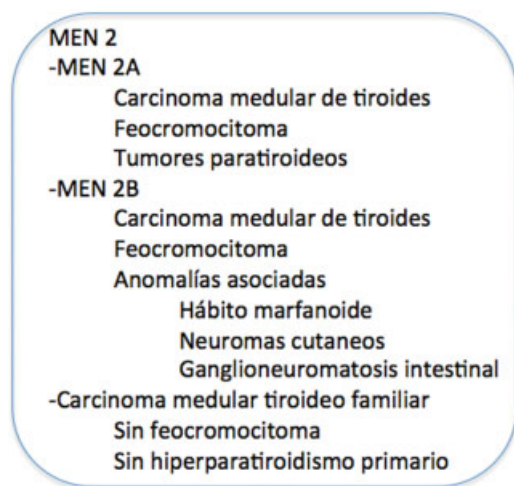 MEN 2
-MEN 2A
Carcinoma medular de tiroides
Feocromocitoma
Tumores paratiroideos
-MEN 2B
Carcinoma medular de tiroides
Feocromocitoma
Anomalías asociadas
Hábito marfanoide
Neuromas cutaneos
Ganglioneuromatosis intestinal
-Carcinoma medular tiroideo familiar
Sin feocromocitoma
Sin hiperparatiroidismo primario